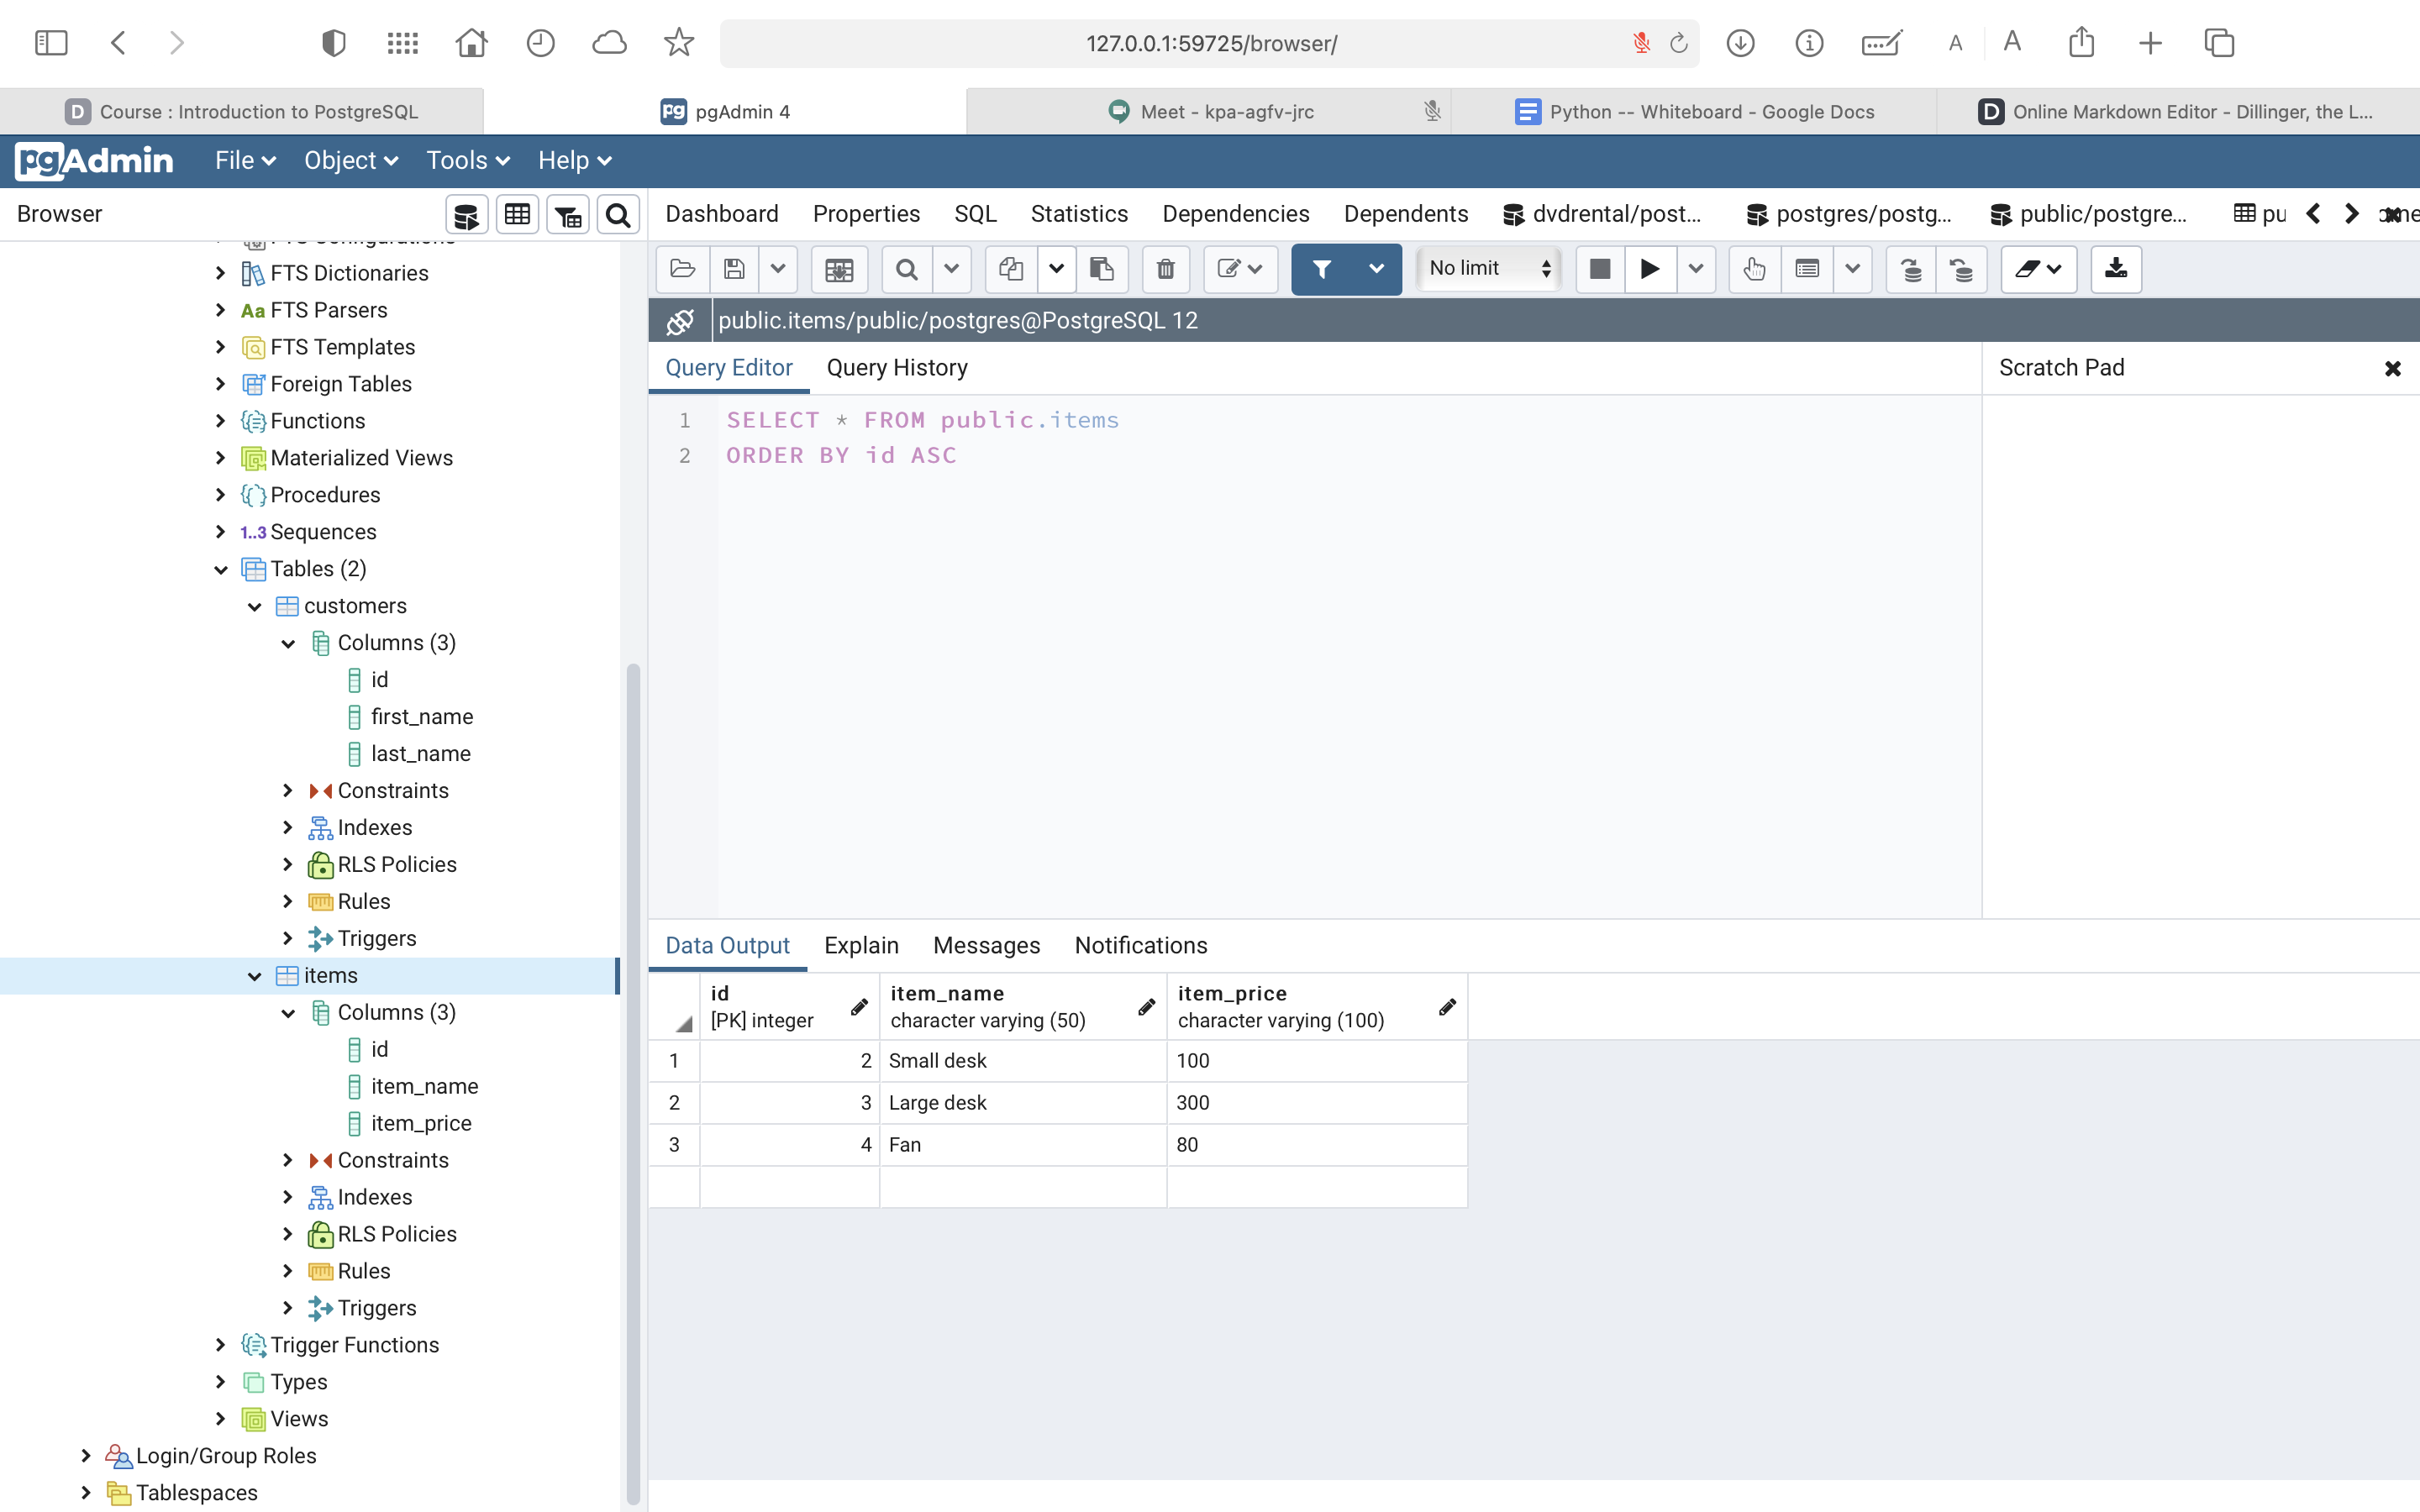 127.0.0.1:59725/browser/
A A
D Course : Introduction to PostgreSQL
pg pgAdmin 4
Meet - kpa-agfv-jrc
Python -- Whiteboard - Google Docs
D Online Markdown Editor - Dillinger, the L...
pgAdmin File Object Tools Help
Browser
Dashboard Properties SQL Statistics Dependencies Dependents dvdrental/post... postgres/postg... public/postgre... pu
No limit
public.items/public/postgres@PostgreSQL 12
Query Editor Query History
Scratch Pad
1 SELECT * FROM public.items
2 ORDER BY id ASC
FTS Dictionaries
Aa FTS Parsers
FTS Templates
Foreign Tables
Functions
Materialized Views
Procedures
1..3 Sequences
Tables (2)
customers
Columns (3)
id
first_name
last_name
Constraints
Indexes
RLS Policies
Rules
Triggers
items
Columns (3)
id
item_name
item_price
Constraints
Indexes
RLS Policies
Rules
Triggers
Trigger Functions
Types
Views
Login/Group Roles
Tablespaces
Data Output Explain Messages Notifications
id item_name item_price
[PK] integer character varying (50) character varying (100)
1 2 Small desk 100
2 3 Large desk 300
3 4 Fan 80